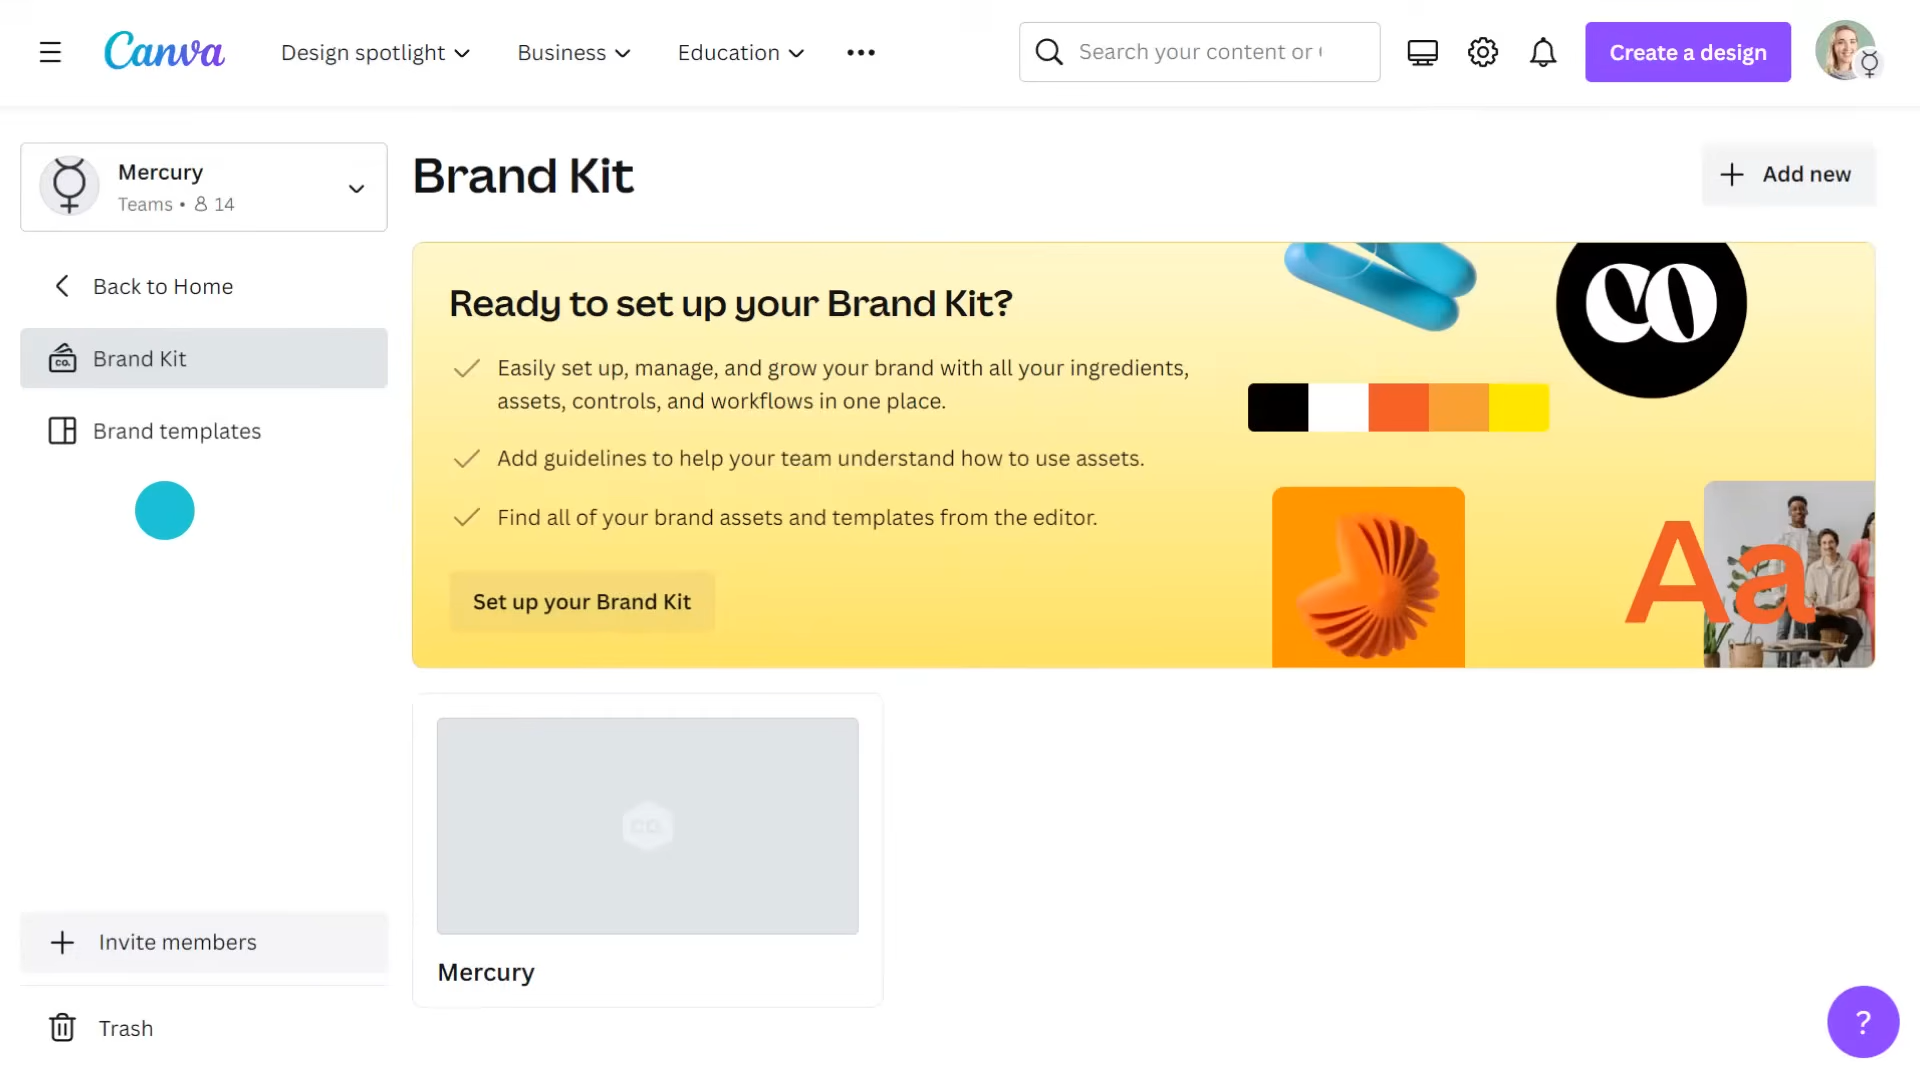 Canva
Design spotlight
Business
Education
Search your content or
Create a design
Mercury
Teams • 14
Back to Home
Brand Kit
Brand templates
Invite members
Trash
Brand Kit
Add new
Ready to set up your Brand Kit?
Easily set up, manage, and grow your brand with all your ingredients,
assets, controls, and workflows in one place.
Add guidelines to help your team understand how to use assets.
Find all of your brand assets and templates from the editor.
Set up your Brand Kit
CO
Aa
CO.
Mercury
?